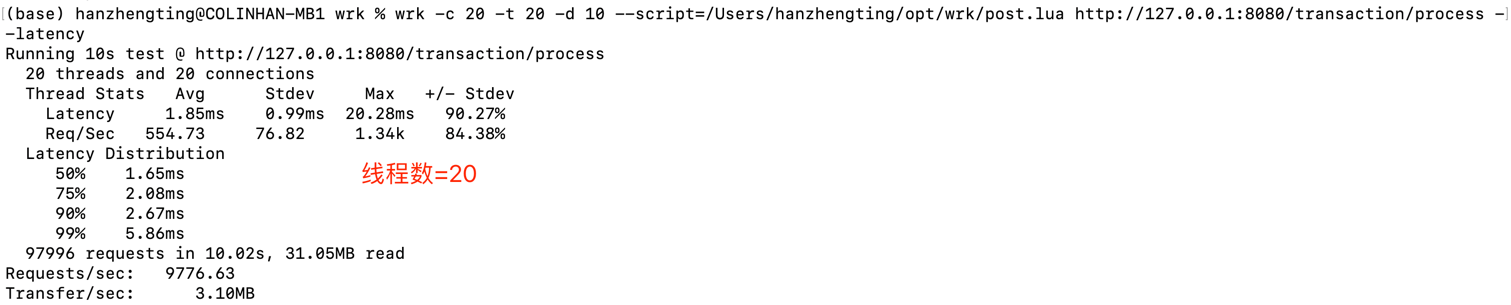 (base) hanzhengting@COLINHAN-MB1 wrk % wrk -c 20 -t 20 -d 10 --script=/Users/hanzhengting/opt/wrk/post.lua http://127.0.0.1:8080/transaction/process -
-latency
Running 10s test @ http://127.0.0.1:8080/transaction/process
  20 threads and 20 connections
  Thread Stats   Avg      Stdev     Max   +/- Stdev
    Latency     1.85ms    0.99ms  20.28ms   90.27%
    Req/Sec   554.73     76.82     1.34k    84.38%
  Latency Distribution
     50%    1.65ms
线程数=20
     75%    2.08ms
     90%    2.67ms
     99%    5.86ms
  97996 requests in 10.02s, 31.05MB read
Requests/sec:   9776.63
Transfer/sec:      3.10MB